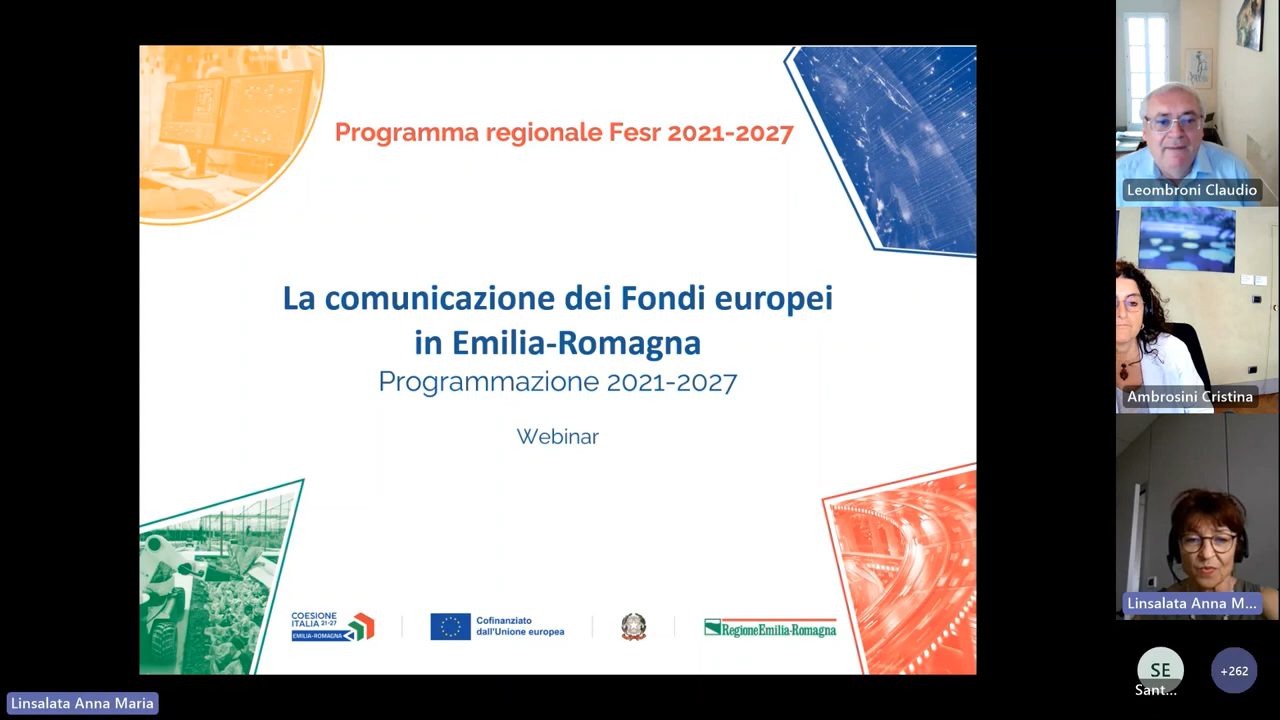 Programma regionale Fesr 2021-2027
La comunicazione dei Fondi europei
in Emilia-Romagna
Programmazione 2021-2027
Webinar
COESIONE
ITALIA 21-27
EMILIA-ROMAGNA
Cofinanziato
dall'Unione europea
RegioneEmilia-Romagna
Leombroni Claudio
Ambrosini Cristina
Linsalata Anna M...
SE
Sant...
+262
Linsalata Anna Maria